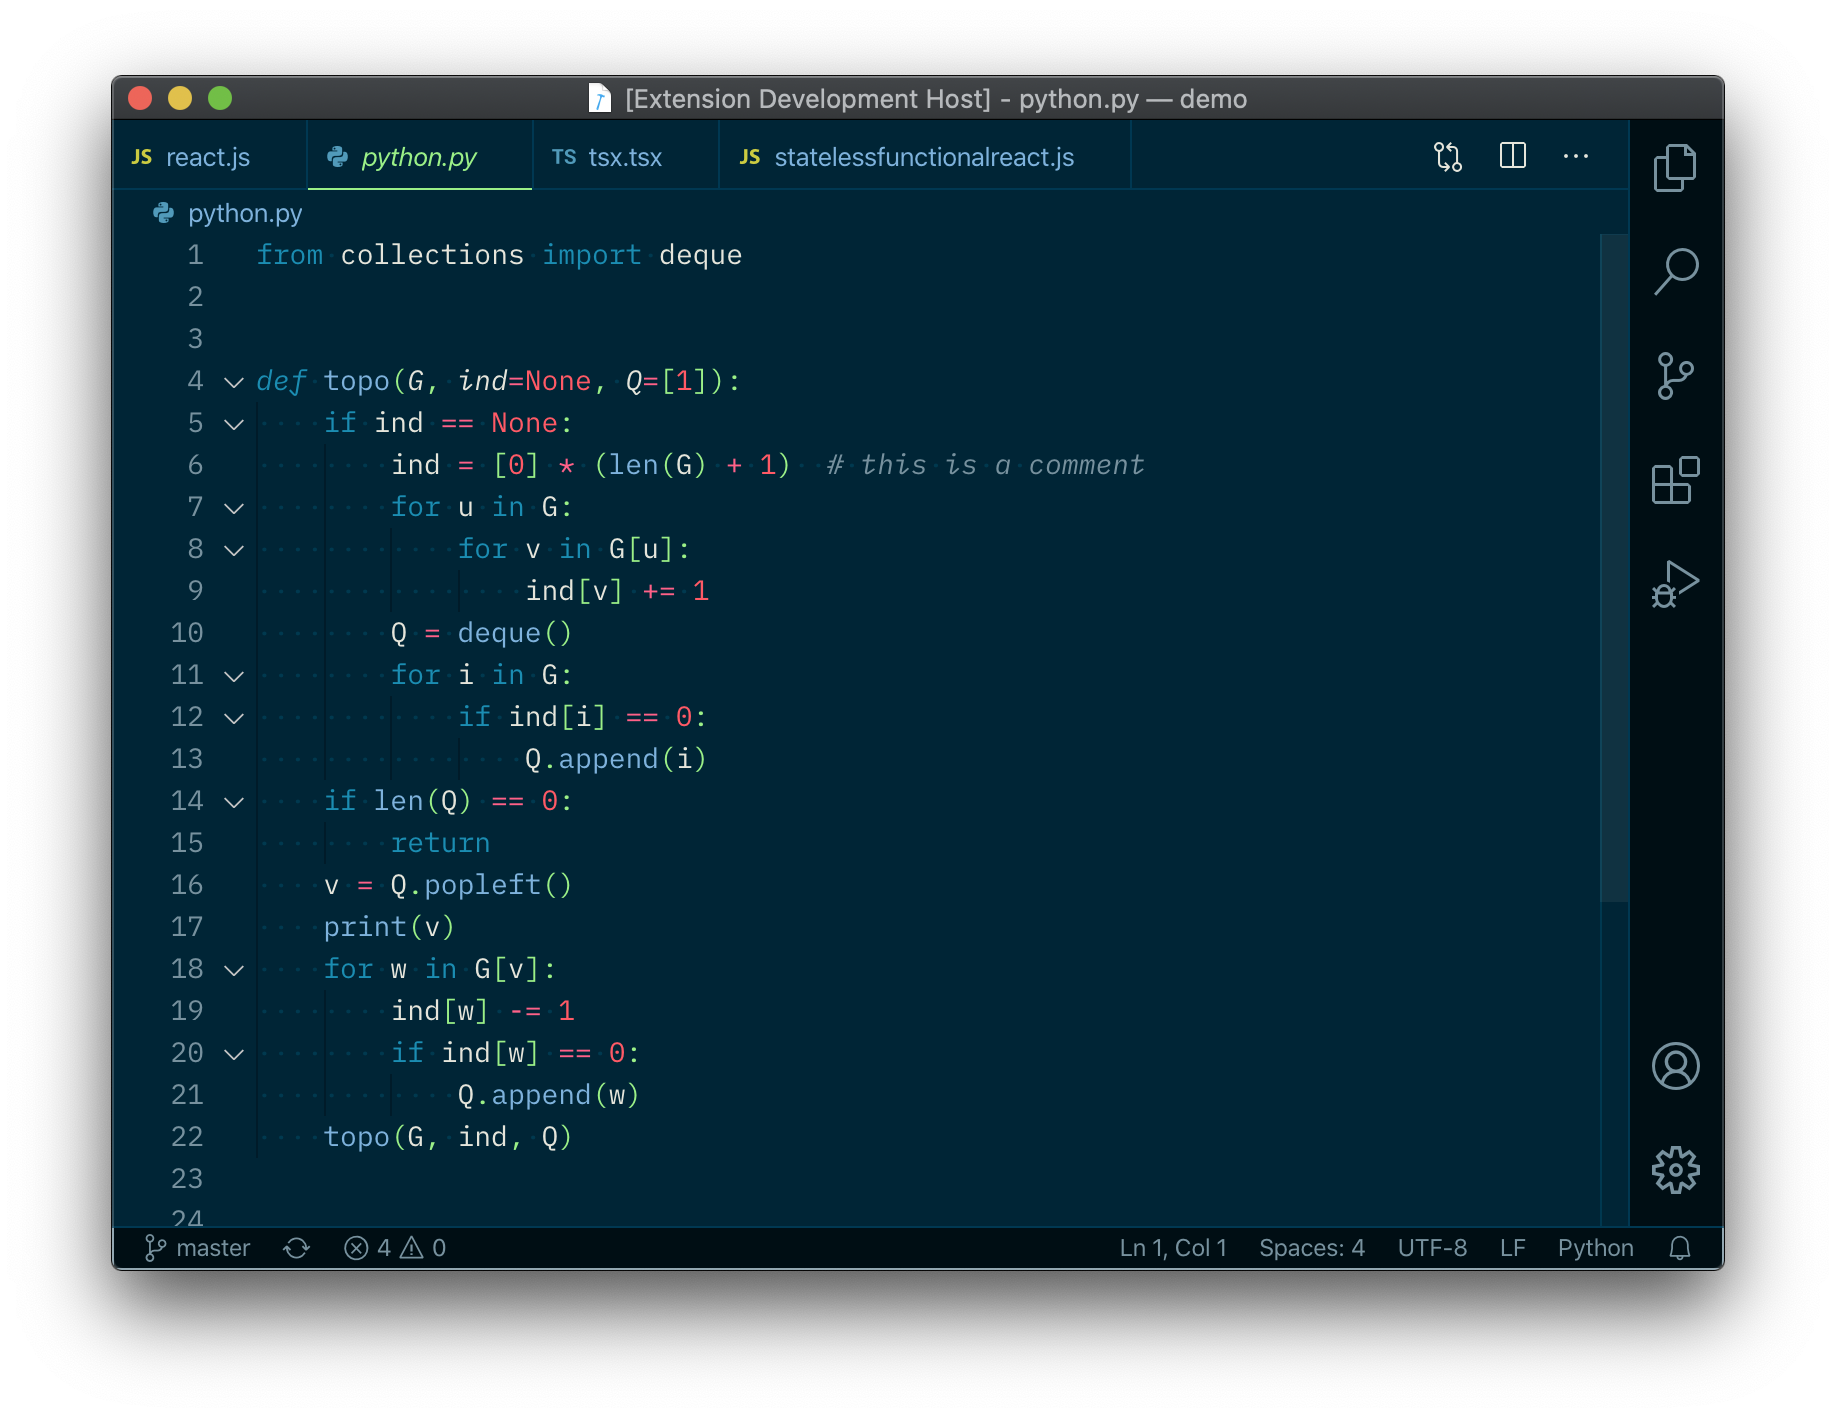 [Extension Development Host] - python.py — demo
JS react.js python.py TS tsx.tsx JS statelessfunctionalreact.js
python.py
1 from collections import deque
2
3
4 def topo(G, ind=None, Q=[1]):
5     if ind == None:
6         ind = [0] * (len(G) + 1)  # this is a comment
7         for u in G:
8             for v in G[u]:
9                 ind[v] += 1
10         Q = deque()
11         for i in G:
12             if ind[i] == 0:
13                 Q.append(i)
14     if len(Q) == 0:
15         return
16     v = Q.popleft()
17     print(v)
18     for w in G[v]:
19         ind[w] -= 1
20         if ind[w] == 0:
21             Q.append(w)
22     topo(G, ind, Q)
23
24
master 4 0 Ln 1, Col 1 Spaces: 4 UTF-8 LF Python